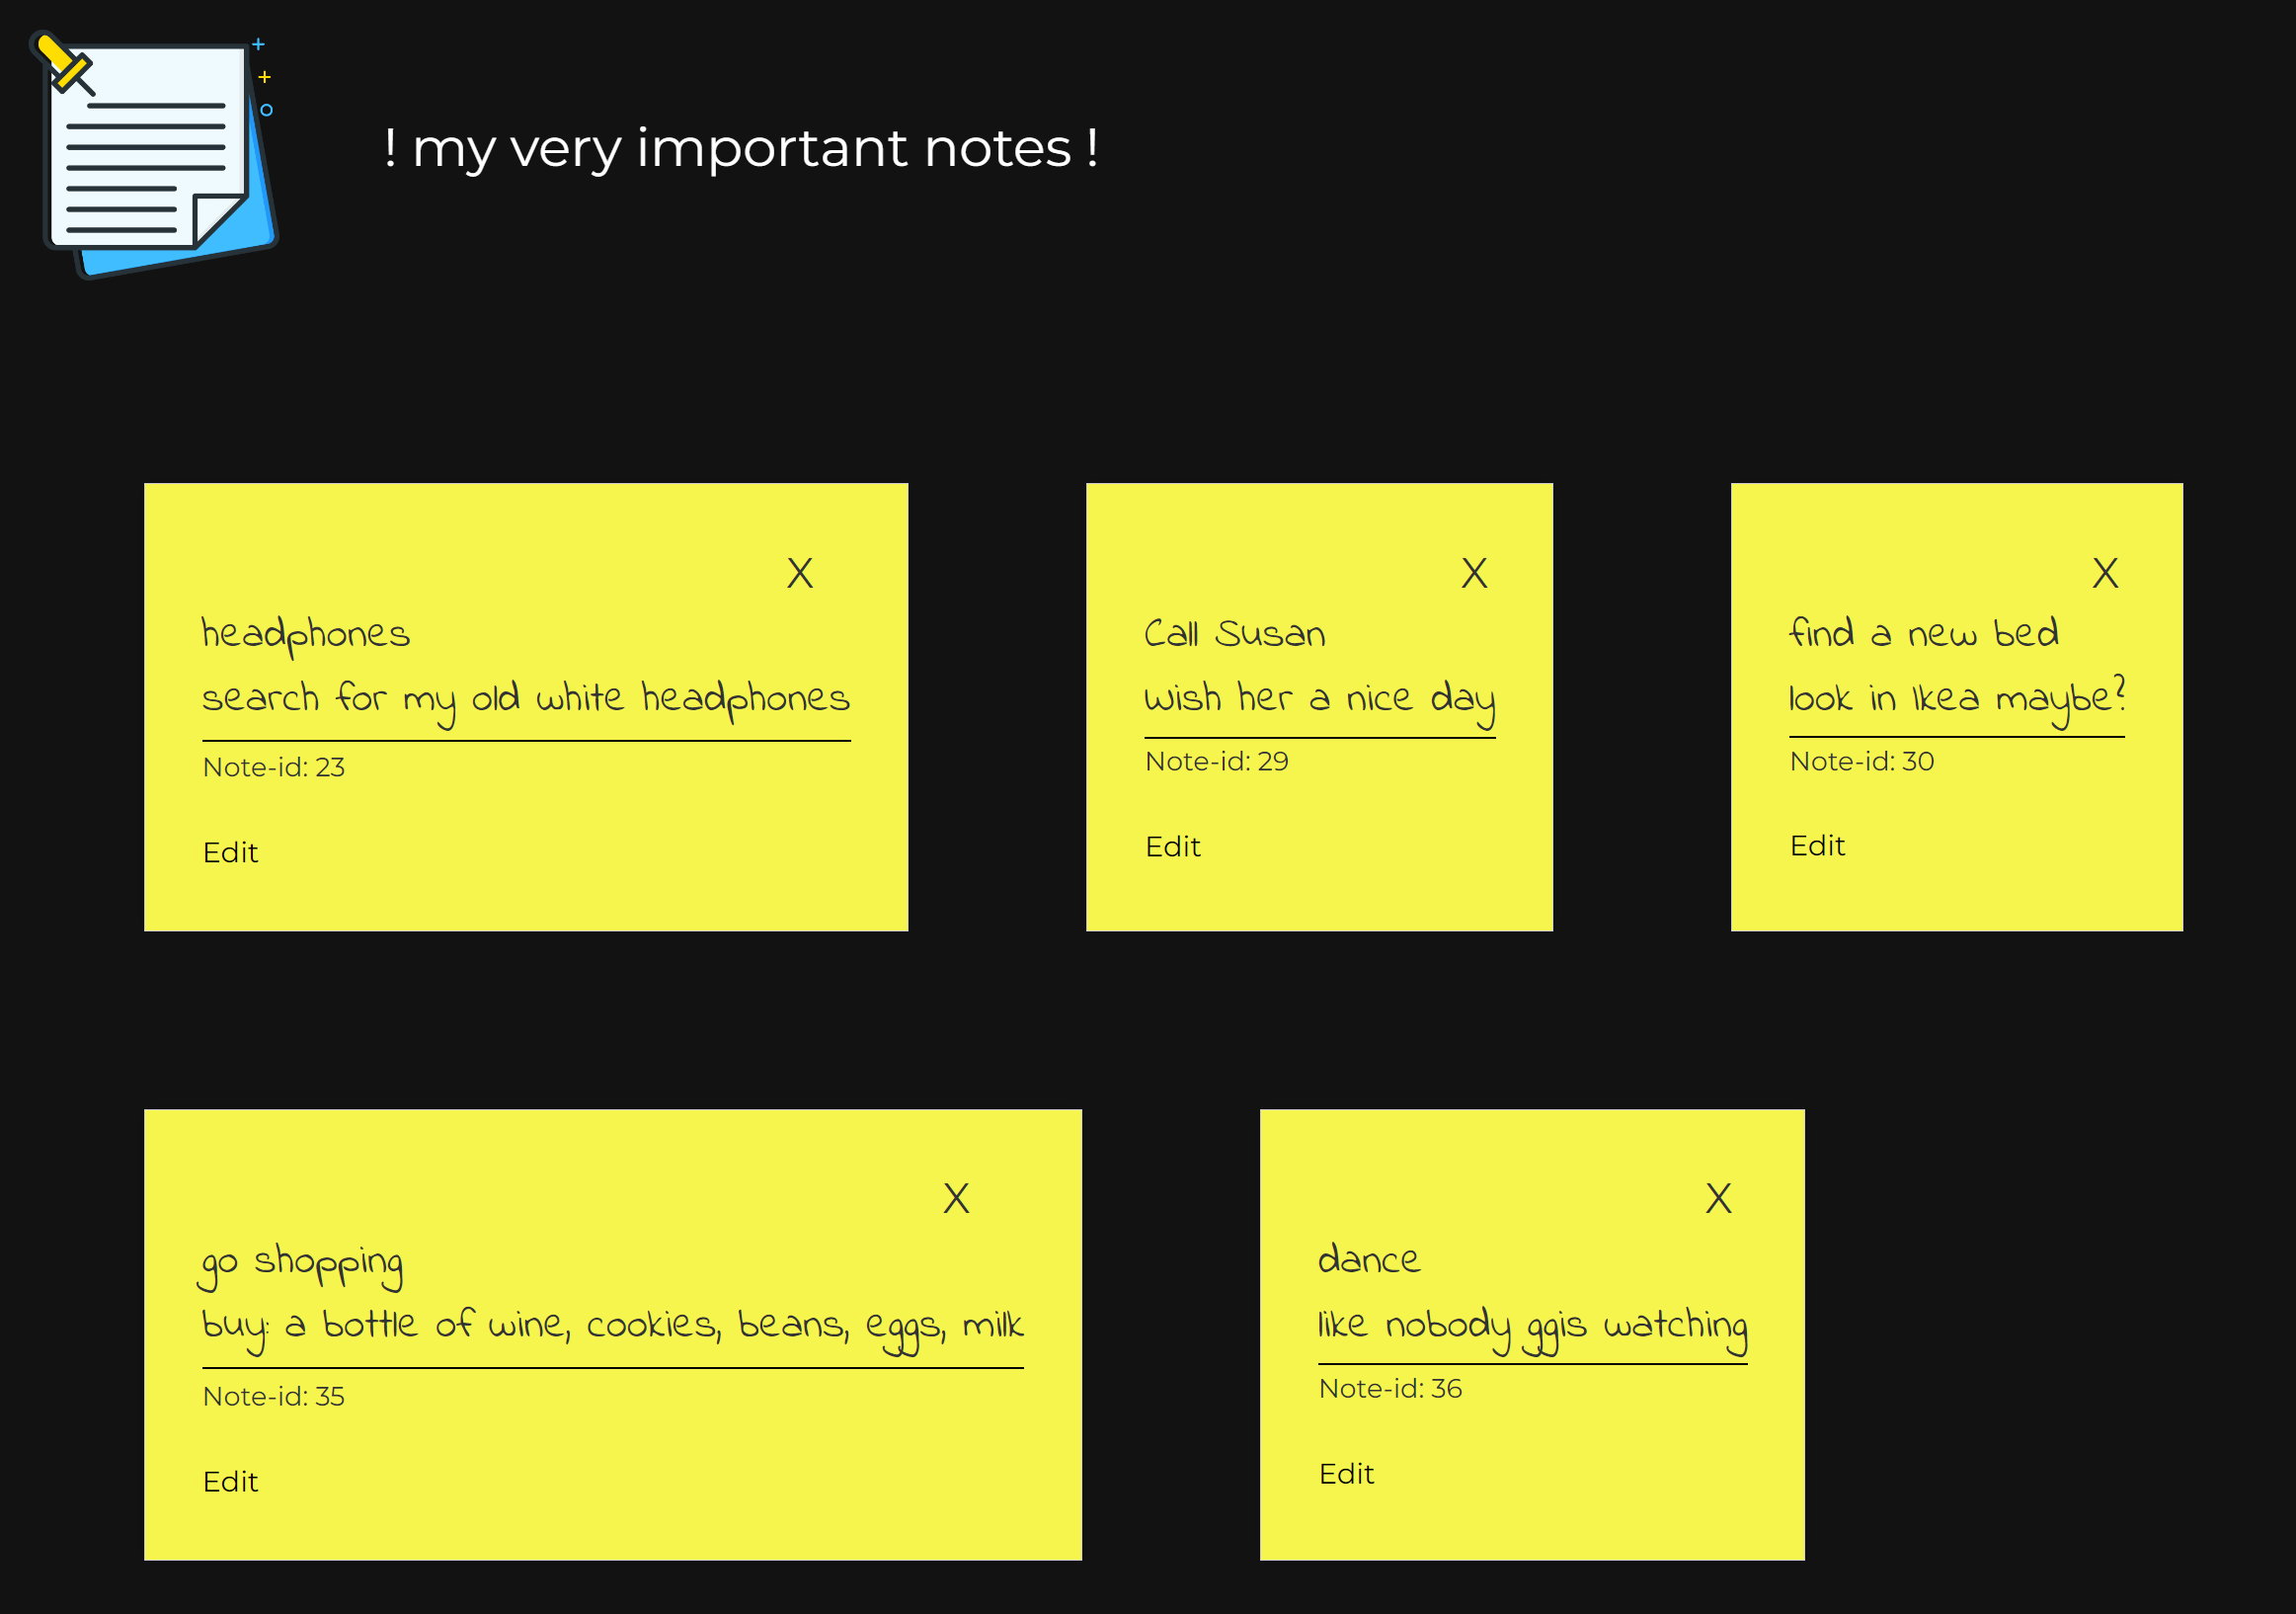 ! my very important notes !
X
headphones
search for my old white headphones
Note-id: 23
Edit
X
Call Susan
wish her a nice day
Note-id: 29
Edit
X
find a new bed
look in Ikea maybe?
Note-id: 30
Edit
X
go shopping
buy: a bottle of wine, cookies, beans, eggs, milk
Note-id: 35
Edit
X
dance
like nobody ggis watching
Note-id: 36
Edit